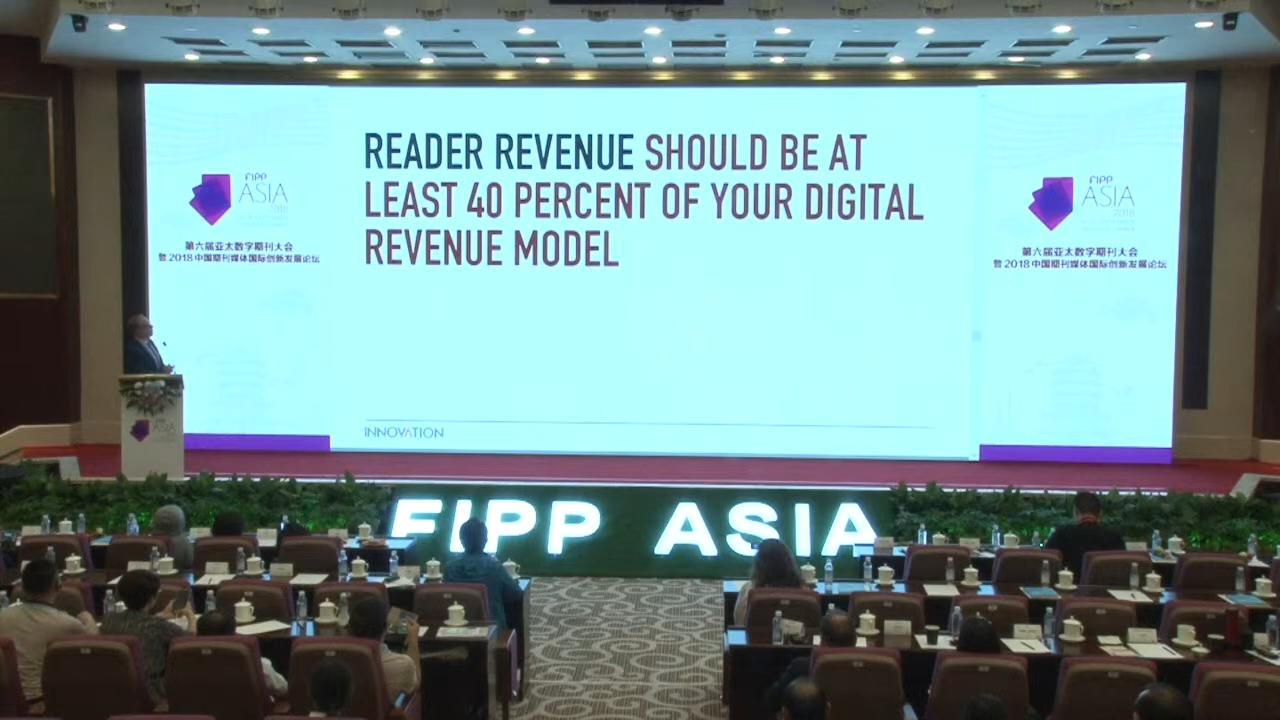 READER REVENUE SHOULD BE AT
LEAST 40 PERCENT OF YOUR DIGITAL
REVENUE MODEL
INNOVATION
FIPP
ASIA
2018
第六届亚太数字期刊大会
暨2018中国期刊媒体国际创新发展论坛
FIPP
ASIA
2018
第六届亚太数字期刊大会
暨2018中国期刊媒体国际创新发展论坛
FIPP
ASIA
FIPP ASIA